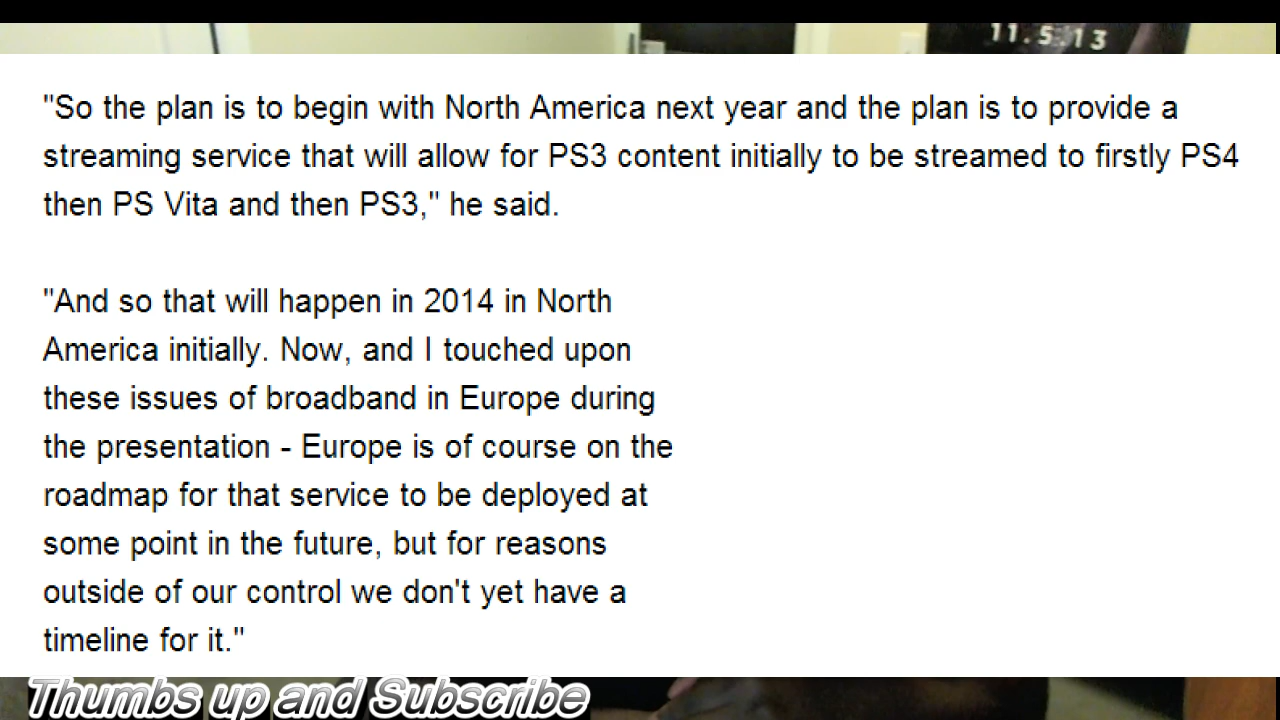 11.5.13
"So the plan is to begin with North America next year and the plan is to provide a
streaming service that will allow for PS3 content initially to be streamed to firstly PS4
then PS Vita and then PS3," he said.
"And so that will happen in 2014 in North
America initially. Now, and I touched upon
these issues of broadband in Europe during
the presentation - Europe is of course on the
roadmap for that service to be deployed at
some point in the future, but for reasons
outside of our control we don't yet have a
timeline for it."
Thumbs up and Subscribe